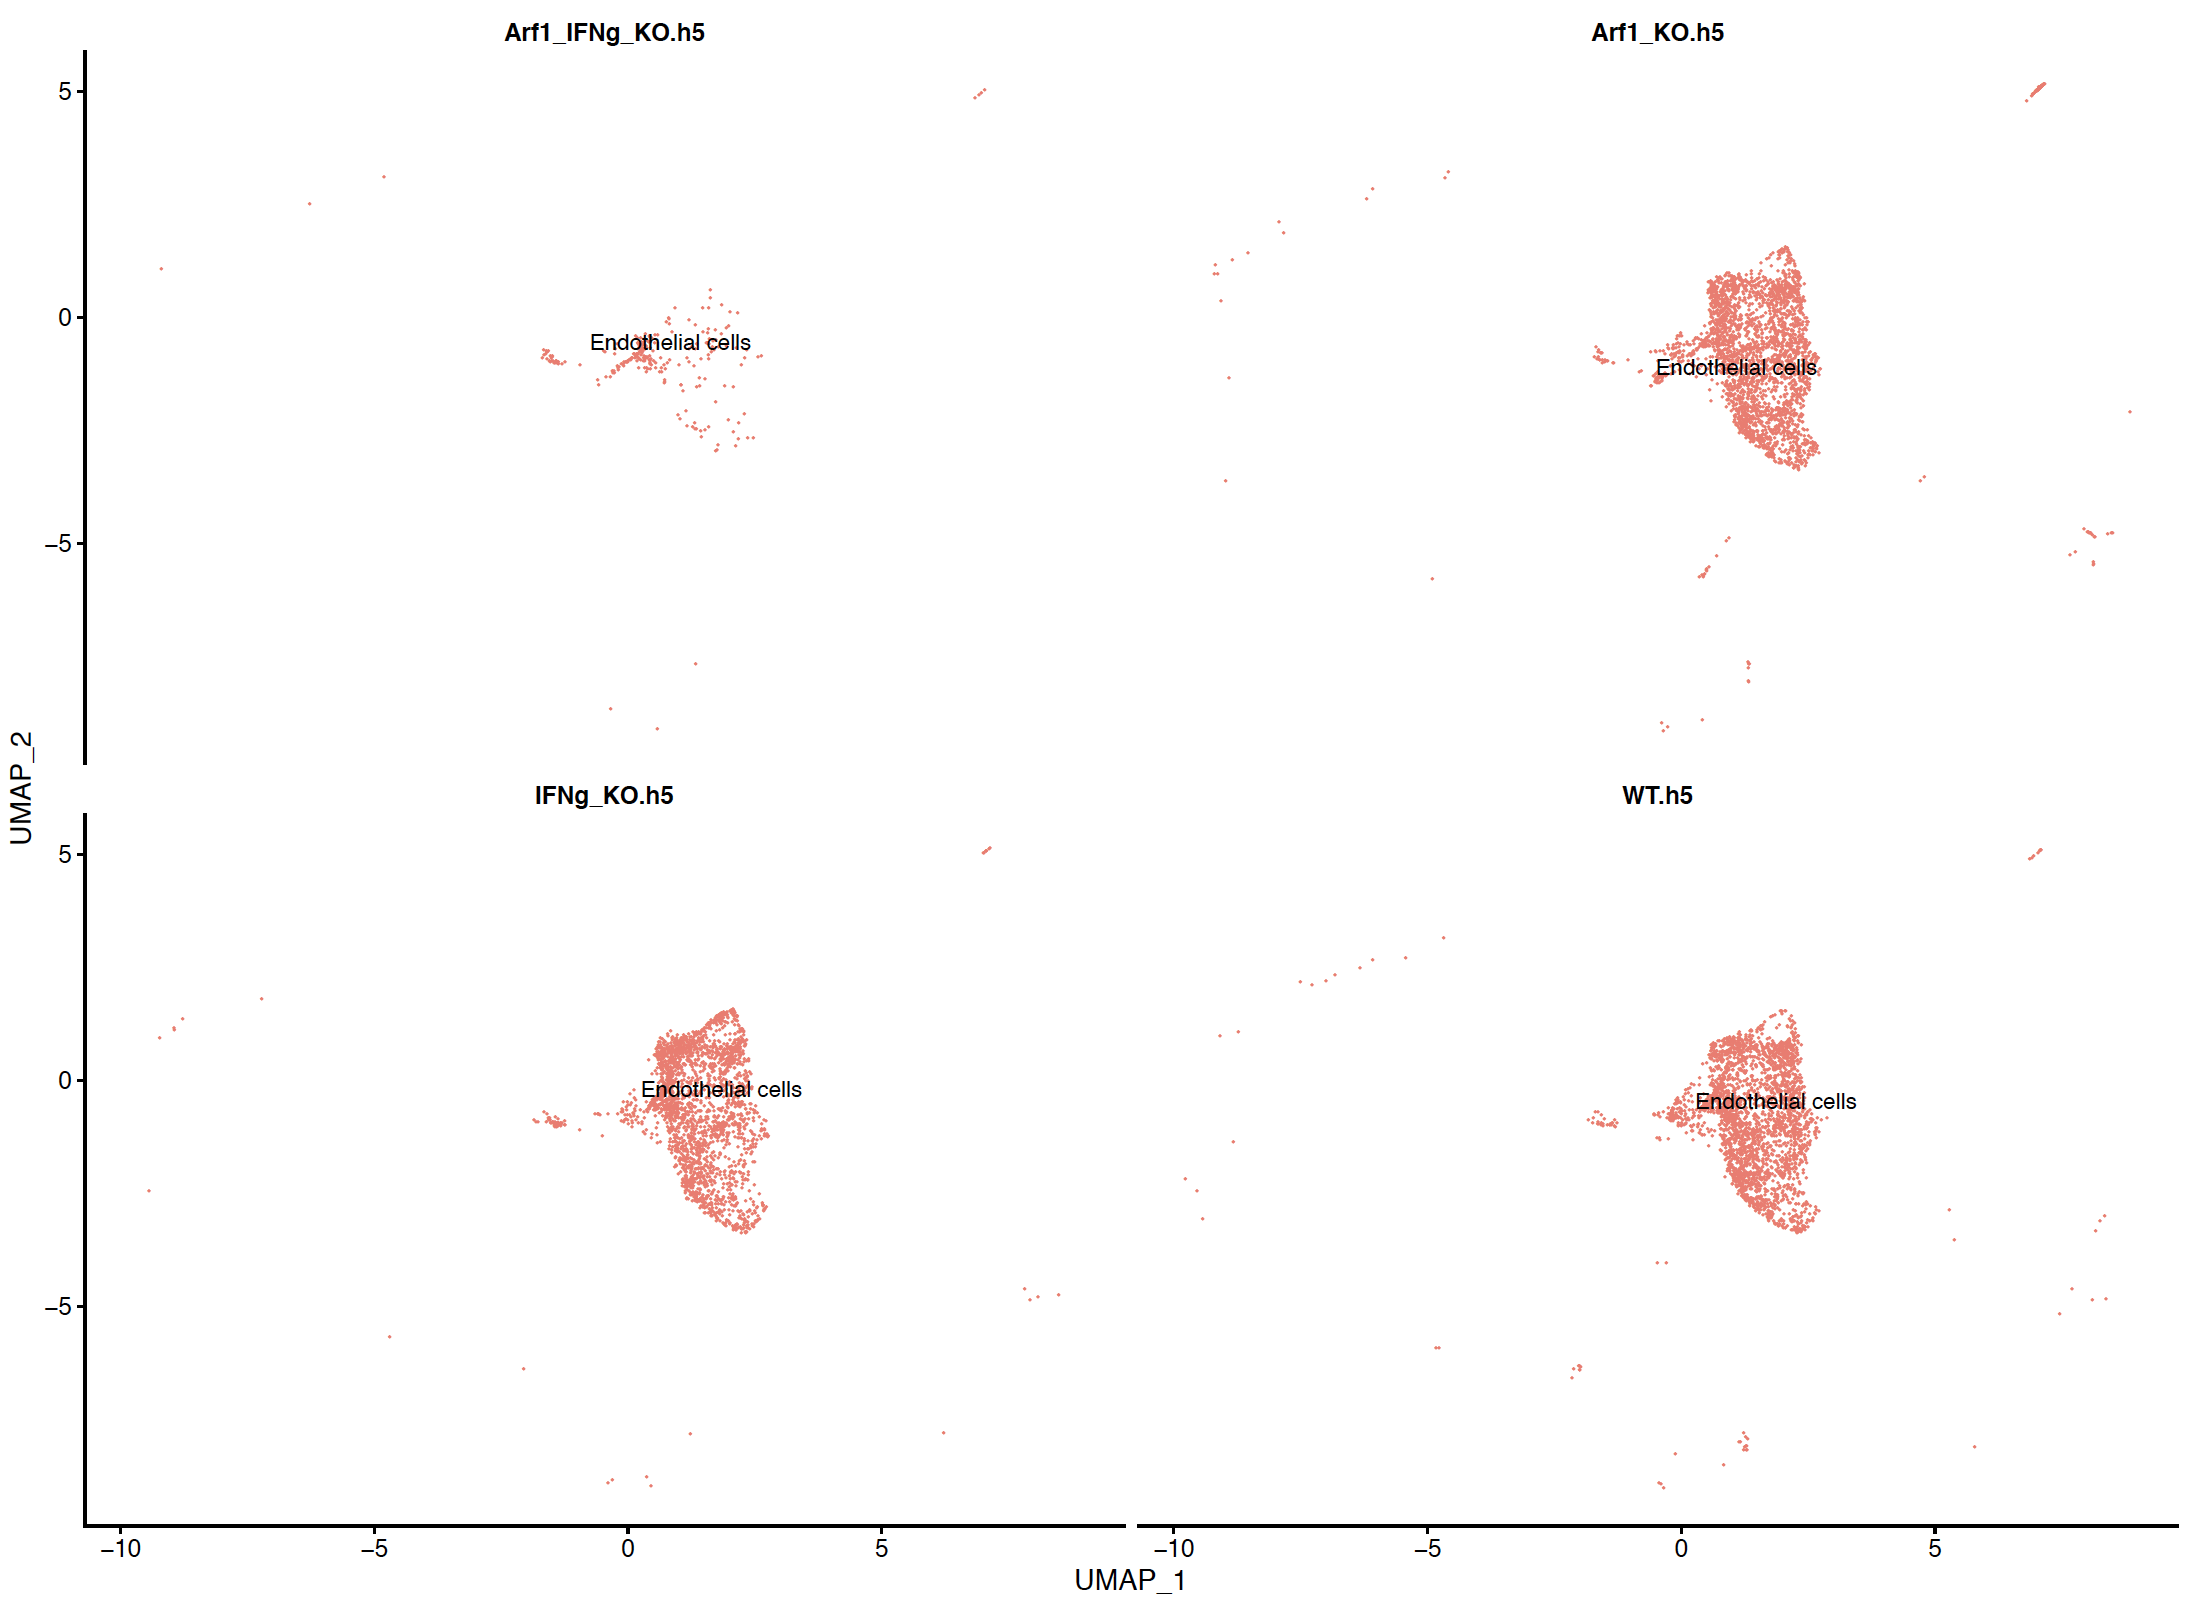 Arf1_IFNg_KO.h5
Arf1_KO.h5
5
0
−5
Endothelial cells
Endothelial cells
UMAP_2
IFNg_KO.h5
WT.h5
5
0
−5
Endothelial cells
Endothelial cells
−10 −5 0 5
−10 −5 0 5
UMAP_1